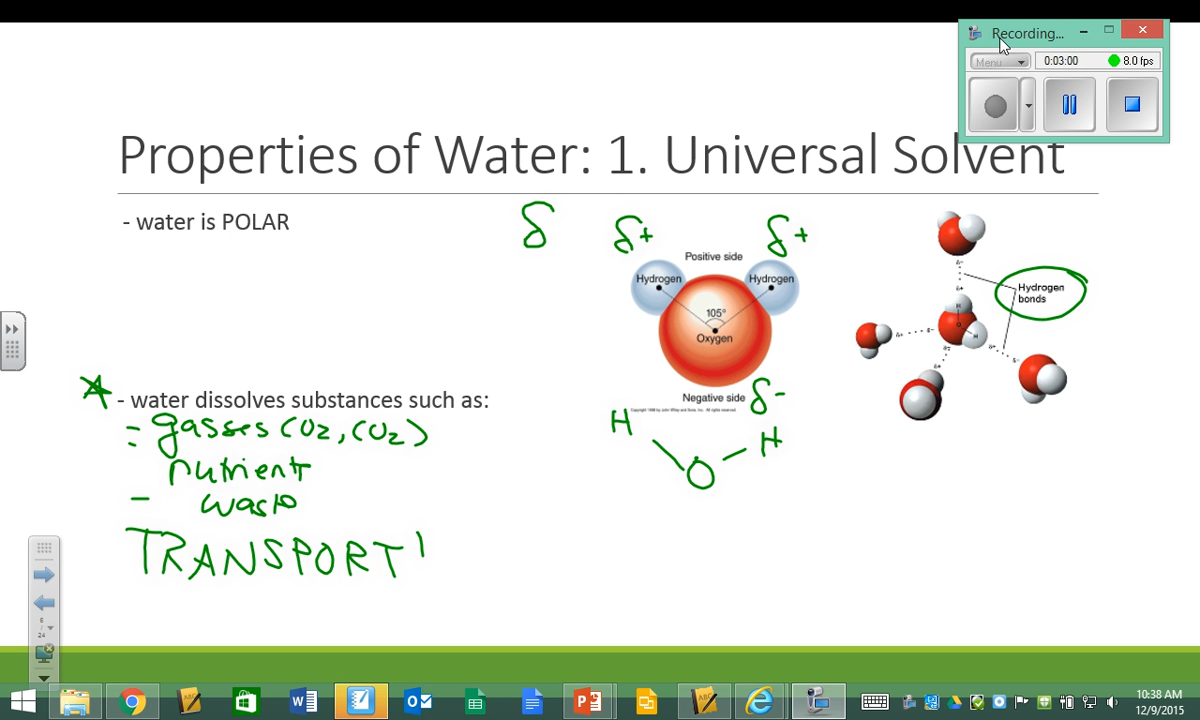 Recording...
Menu
0:03:00
8.0 fps
Properties of Water: 1. Universal Solvent
- water is POLAR
δ
δ+
δ+
Positive side
Hydrogen
Hydrogen
105°
Oxygen
Negative side
δ-
Hydrogen
bonds
δ-
δ+
H
O
H
δ+
δ-
δ+
δ-
δ+
- water dissolves substances such as:
= gasses (O2, CO2)
nutrient
- waste
TRANSPORT
H
H
O
6
/
24
10:38 AM
12/9/2015